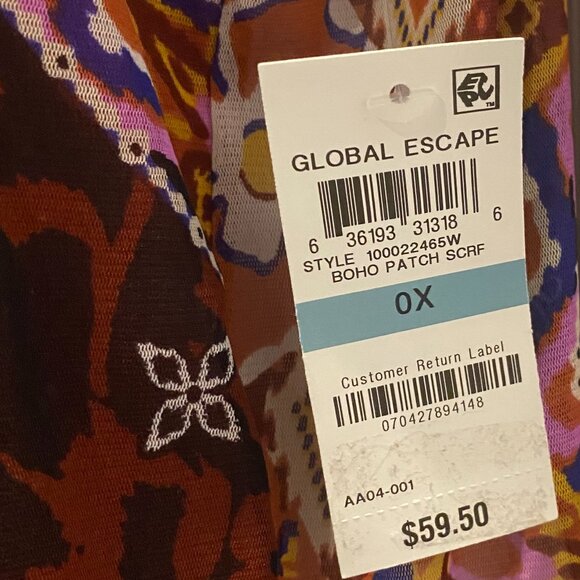 EPC™
GLOBAL ESCAPE
6 36193 31318 6
STYLE 100022465W
BOHO PATCH SCRF
0X
Customer Return Label
070427894148
AA04-001
$59.50